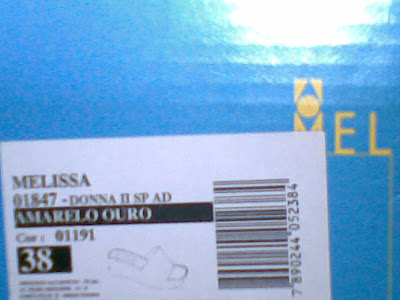 MEL
MELISSA
01847 - DONNA II SP AD
AMARELO OURO
Cor : 01191
38
7 890244 052384